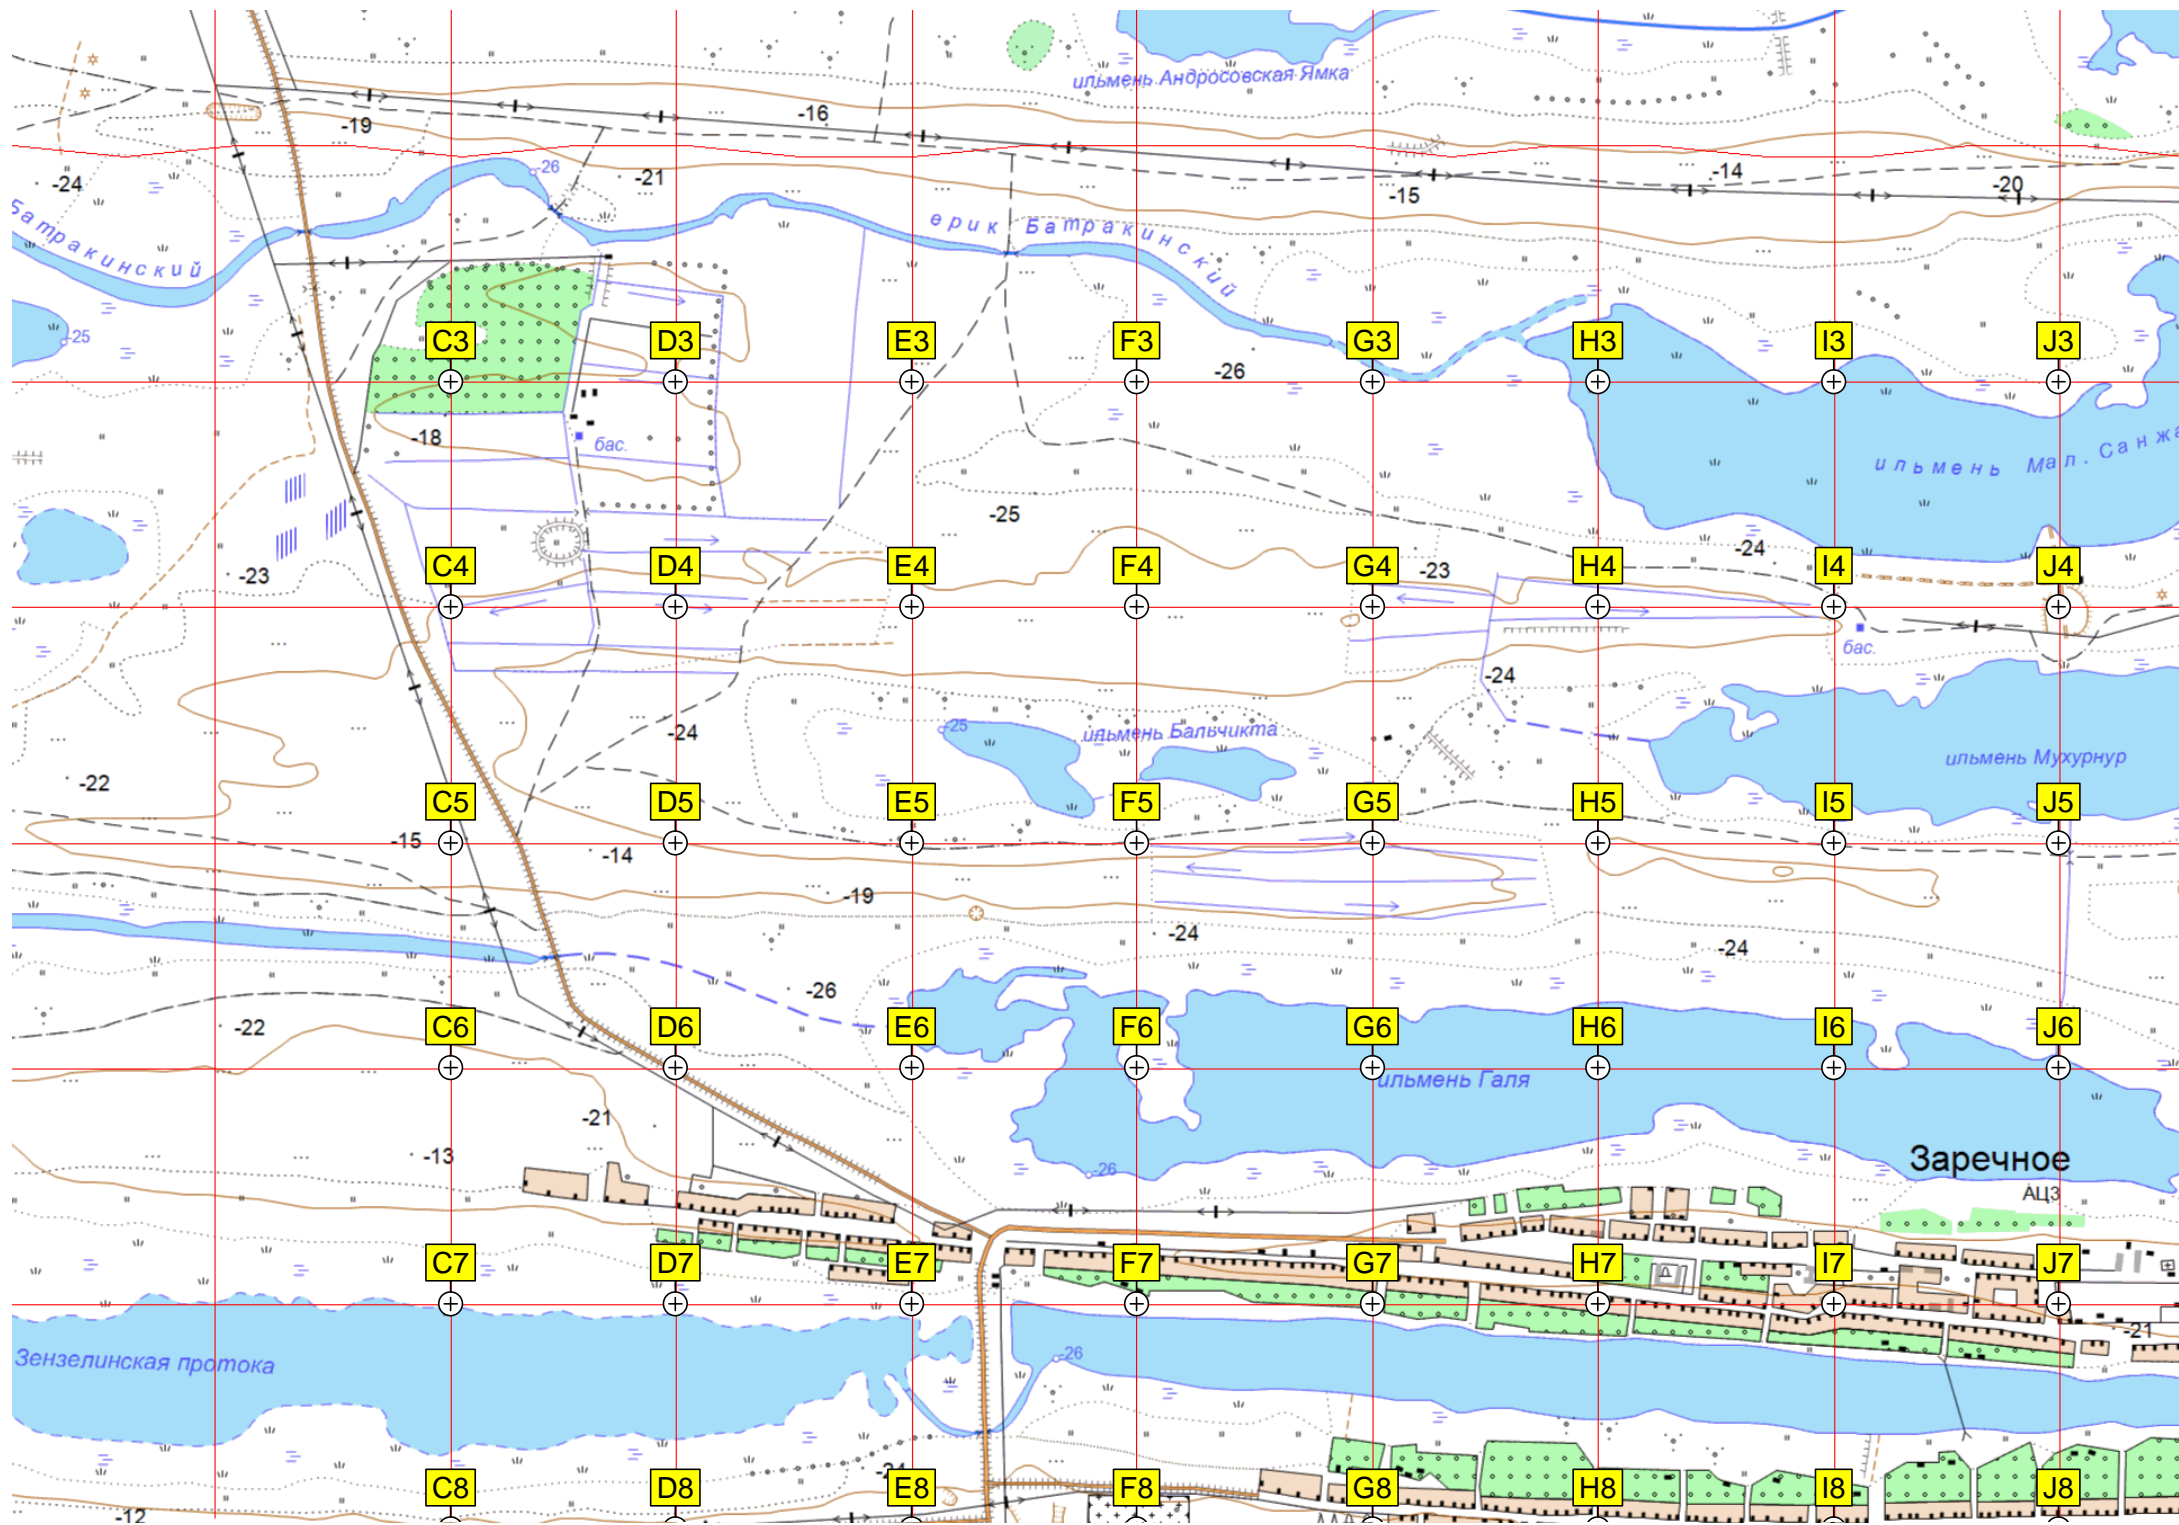 ильмень Андросовская Ямка
-16
-19
-26
-21
-24
-14
-15
-20
Батракинский
ерик Батракинский
-25
C3
D3
E3
F3
G3
H3
I3
J3
-26
-18
бас.
ильмень Мал. Санжа
-25
-24
-23
C4
D4
E4
F4
G4
-23
H4
I4
J4
бас.
-24
-24
-25
ильмень Бальчикта
ильмень Мухурнур
-22
C5
D5
E5
F5
G5
H5
I5
J5
-15
-14
-19
-24
-24
-26
-22
C6
D6
E6
F6
G6
H6
I6
J6
ильмень Галя
-21
-13
-26
Заречное
АЦЗ
C7
D7
E7
F7
G7
H7
I7
J7
-21
Зензелинская протока
-26
-24
C8
D8
E8
F8
G8
H8
I8
J8
-12